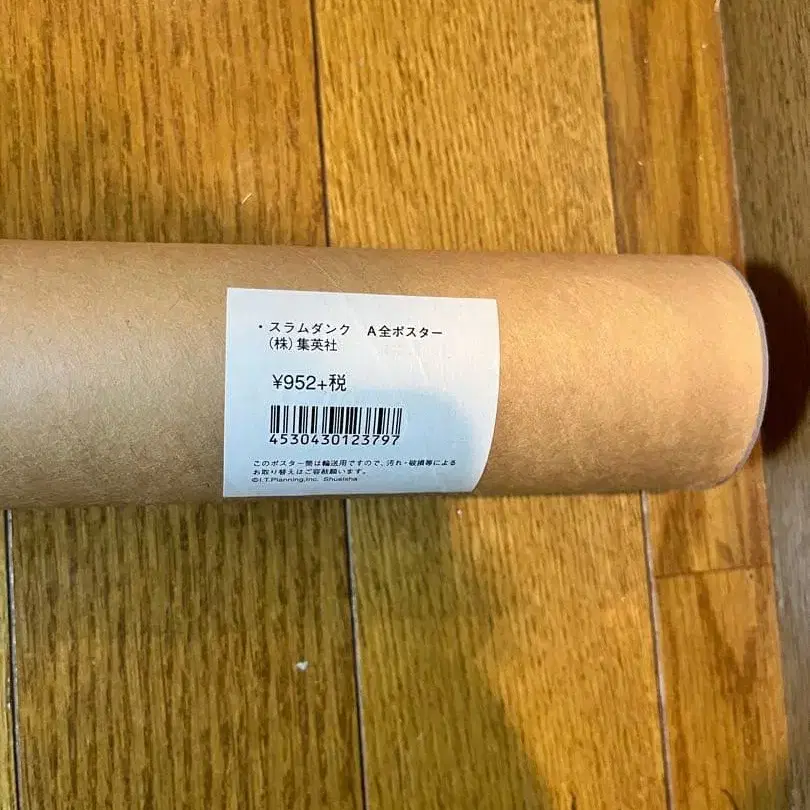 ・スラムダンク　A全ポスター
(株)集英社
¥952+税
4530430123797
このポスター筒は輸送用ですので、汚れ・破損等による
お取り替えはご容赦願います。
©I.T.Planning,Inc. Shueisha